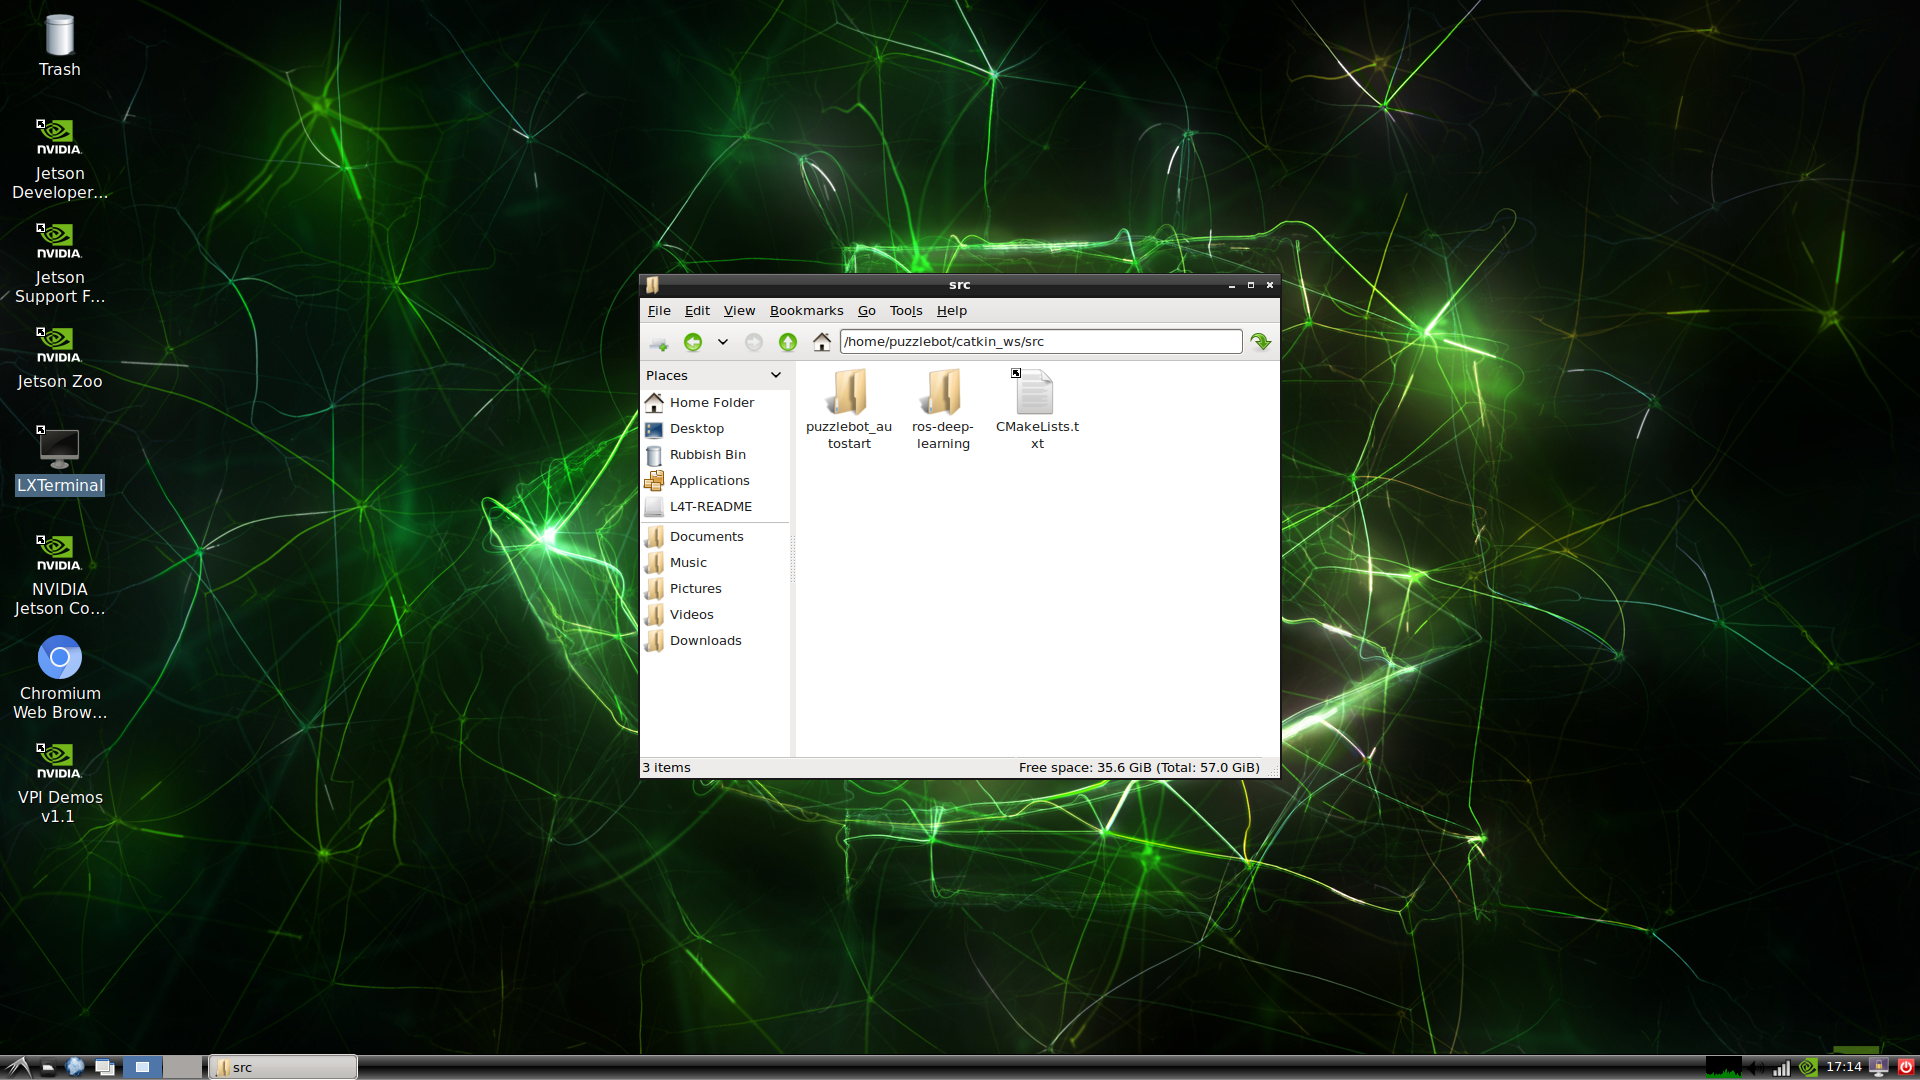 Trash
NVIDIA.
Jetson
Developer...
NVIDIA.
Jetson
Support F...
NVIDIA.
Jetson Zoo
LXTerminal
NVIDIA.
NVIDIA
Jetson Co...
Chromium
Web Brow...
NVIDIA.
VPI Demos
v1.1
src
File Edit View Bookmarks Go Tools Help
/home/puzzlebot/catkin_ws/src
Places
Home Folder
Desktop
Rubbish Bin
Applications
L4T-README
Documents
Music
Pictures
Videos
Downloads
puzzlebot_au
tostart
ros-deep-
learning
CMakeLists.t
xt
3 items
Free space: 35.6 GiB (Total: 57.0 GiB)
src
17:14